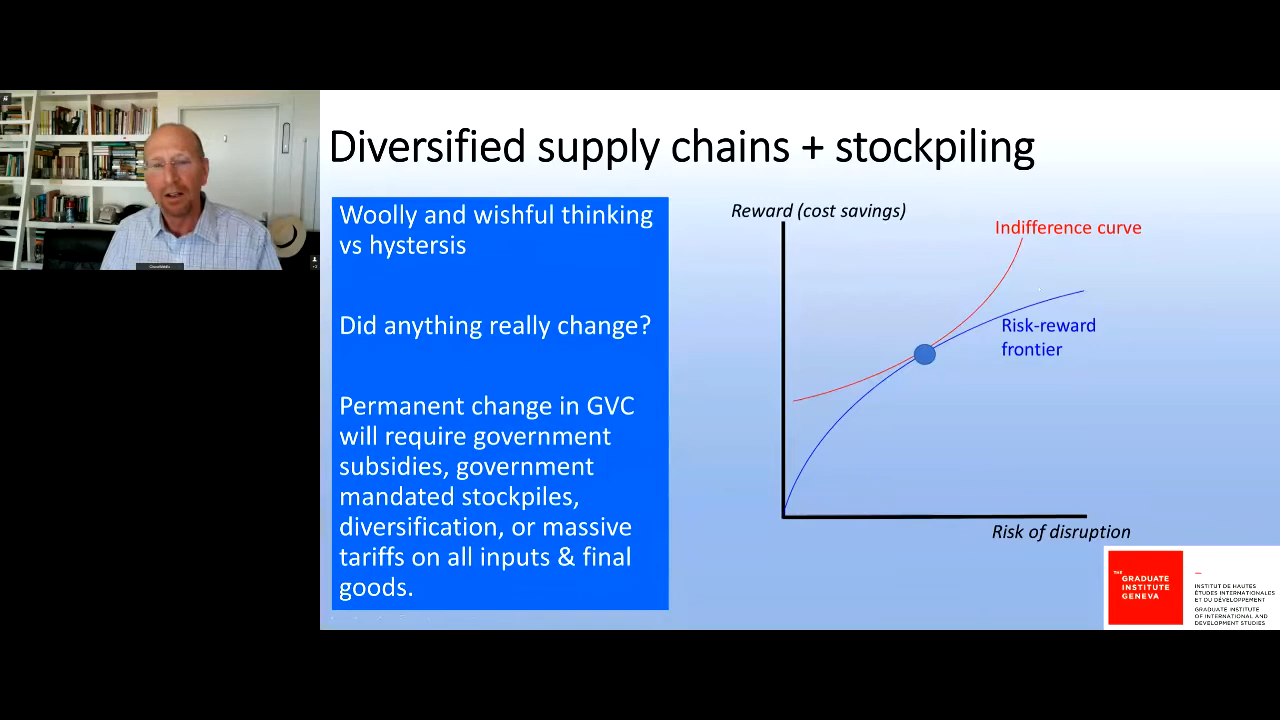 Diversified supply chains + stockpiling
Woolly and wishful thinking
vs hystersis
Did anything really change?
Permanent change in GVC
will require government
subsidies, government
mandated stockpiles,
diversification, or massive
tariffs on all inputs & final
goods.
Reward (cost savings)
Indifference curve
Risk-reward
frontier
Risk of disruption
THE
GRADUATE
INSTITUTE
GENEVA
INSTITUT DE HAUTES
ÉTUDES INTERNATIONALES
ET DU DÉVELOPPEMENT
GRADUATE INSTITUTE
OF INTERNATIONAL AND
DEVELOPMENT STUDIES